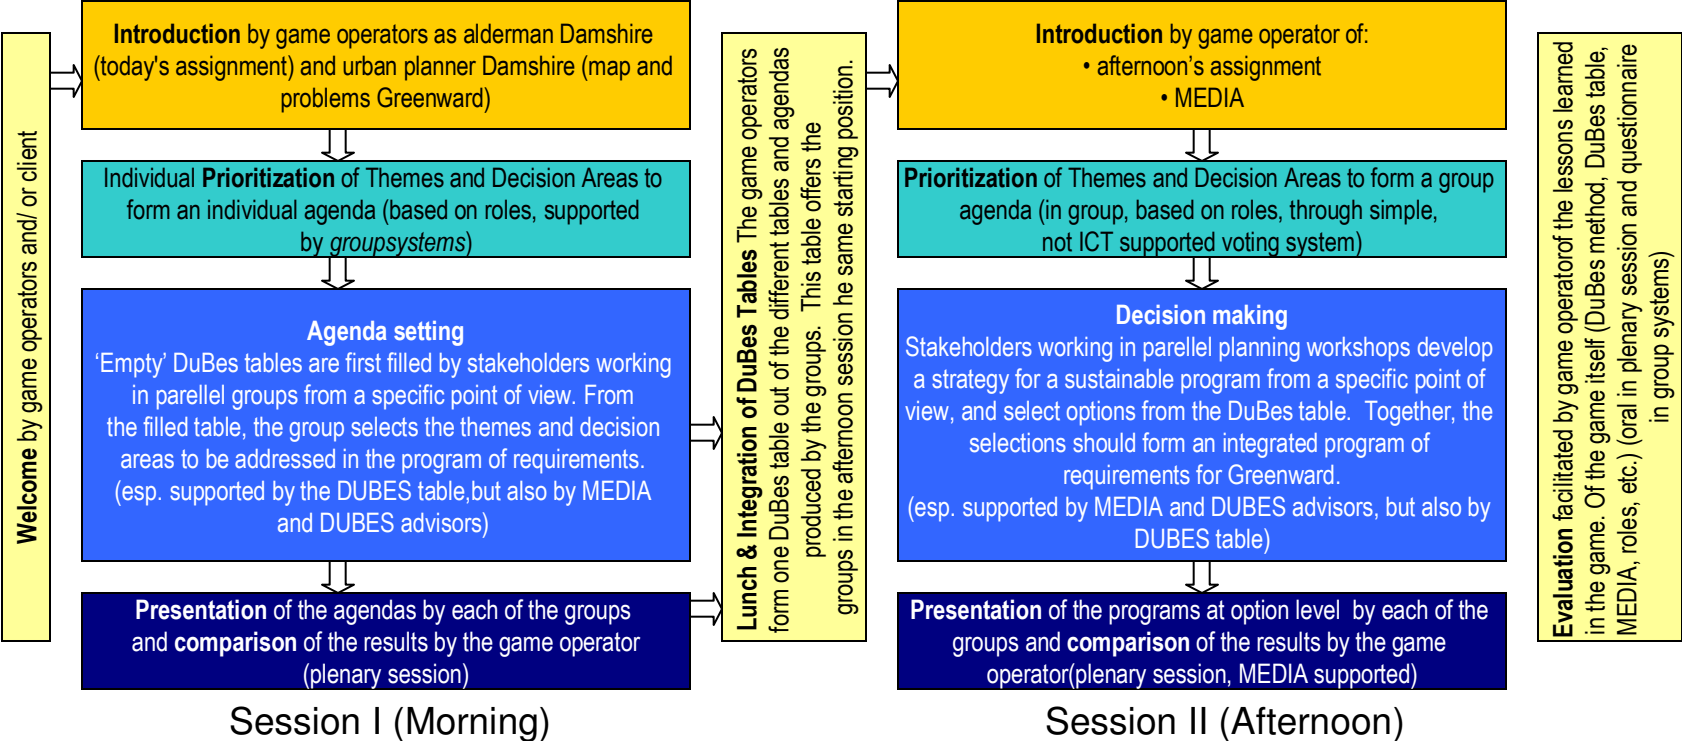 Welcome by game operators and/ or client
Introduction by game operators as alderman Damshire
(today's assignment) and urban planner Damshire (map and
problems Greenward)
Individual Prioritization of Themes and Decision Areas to
form an individual agenda (based on roles, supported
by groupsystems)
Agenda setting
‘Empty’ DuBes tables are first filled by stakeholders working
in parellel groups from a specific point of view. From
the filled table, the group selects the themes and decision
areas to be addressed in the program of requirements.
(esp. supported by the DUBES table,but also by MEDIA
and DUBES advisors)
Presentation of the agendas by each of the groups
and comparison of the results by the game operator
(plenary session)
Session I (Morning)
Lunch & Integration of DuBes Tables The game operators
form one DuBes table out of the different tables and agendas
produced by the groups.  This table offers the
groups in the afternoon session he same starting position.
Introduction by game operator of:
• afternoon’s assignment
• MEDIA
Prioritization of Themes and Decision Areas to form a group
agenda (in group, based on roles, through simple,
not ICT supported voting system)
Decision making
Stakeholders working in parellel planning workshops develop
a strategy for a sustainable program from a specific point of
view, and select options from the DuBes table.  Together, the
selections should form an integrated program of
requirements for Greenward.
(esp. supported by MEDIA and DUBES advisors, but also by
DUBES table)
Presentation of the programs at option level  by each of the
groups and comparison of the results by the game
operator(plenary session, MEDIA supported)
Session II (Afternoon)
Evaluation facilitated by game operatorof the lessons learned
in the game. Of the game itself (DuBes method, DuBes table,
MEDIA, roles, etc.) (oral in plenary session and questionnaire
in group systems)